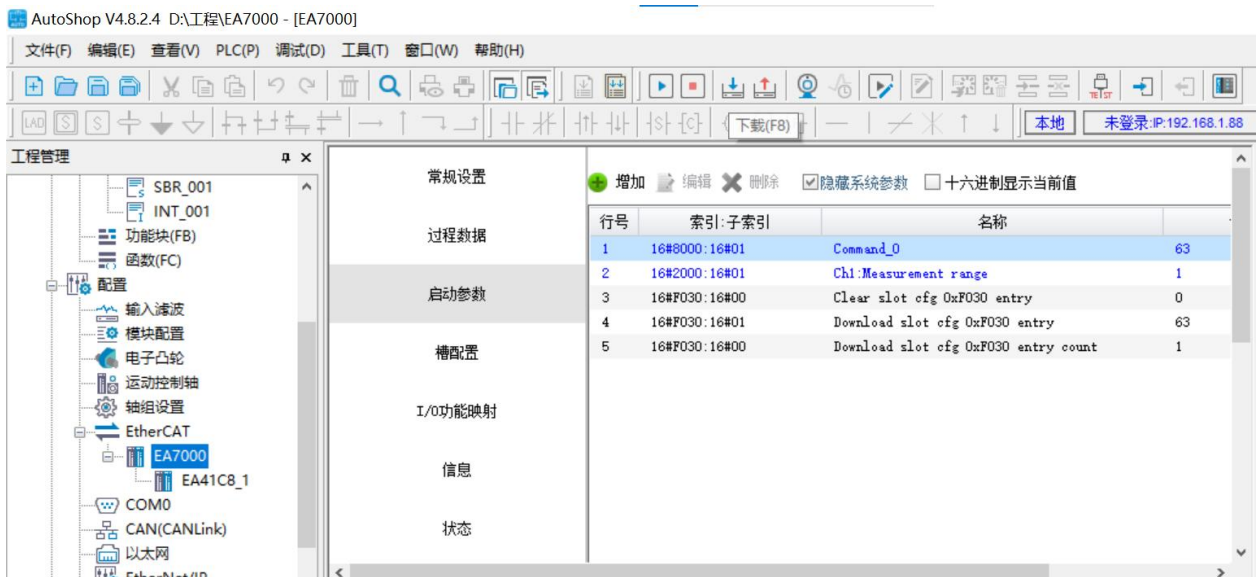 AutoShop V4.8.2.4 D:\工程\EA7000 - [EA7000]
文件(F) 编辑(E) 查看(V) PLC(P) 调试(D) 工具(T) 窗口(W) 帮助(H)
TEST
LAD S S S C 下载(F8) 本地 未登录:IP:192.168.1.88
工程管理
SBR_001
INT_001
功能块(FB)
函数(FC)
配置
输入滤波
模块配置
电子凸轮
运动控制轴
轴组设置
EtherCAT
EA7000
EA41C8_1
COM0
CAN(CANLink)
以太网
EtherNet/IP
常规设置
过程数据
启动参数
槽配置
I/O功能映射
信息
状态
增加 编辑 删除 隐藏系统参数 十六进制显示当前值
行号 索引:子索引 名称
1 16#8000:16#01 Command_0 63
2 16#2000:16#01 Ch1:Measurement range 1
3 16#F030:16#00 Clear slot cfg 0xF030 entry 0
4 16#F030:16#01 Download slot cfg 0xF030 entry 63
5 16#F030:16#00 Download slot cfg 0xF030 entry count 1